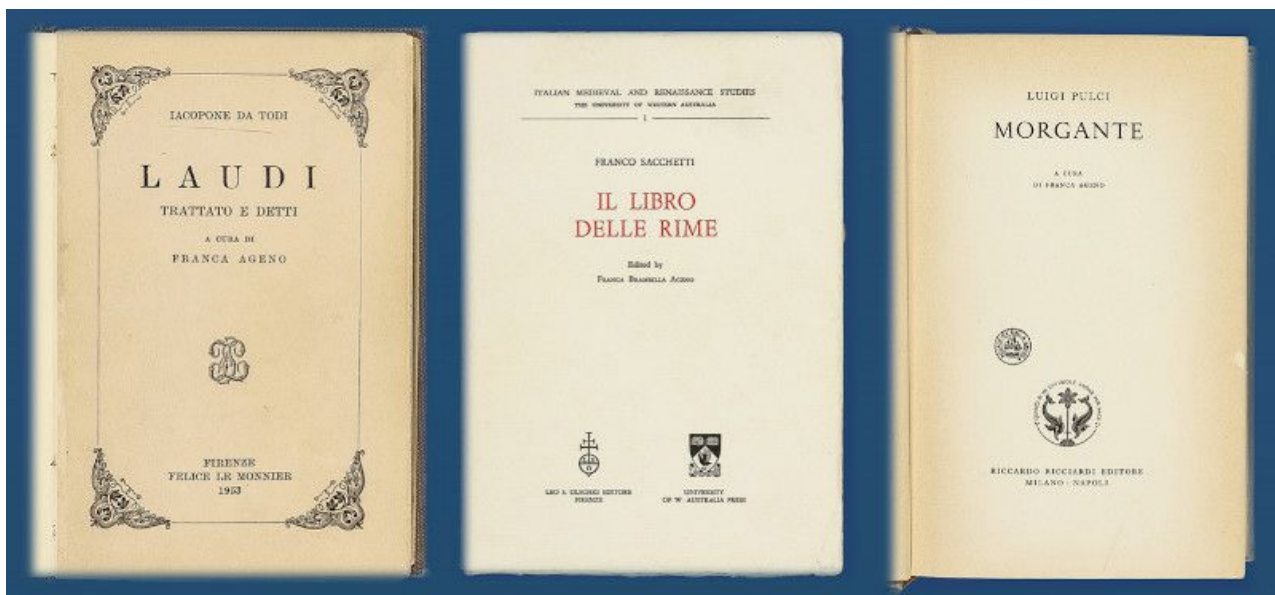 IACOPONE DA TODI
LAUDI
TRATTATO E DETTI
A CURA DI
FRANCA AGENO
FIRENZE
FELICE LE MONNIER
1953
ITALIAN MEDIEVAL AND RENAISSANCE STUDIES
THE UNIVERSITY OF WESTERN AUSTRALIA
1
FRANCO SACCHETTI
IL LIBRO
DELLE RIME
Edited by
FRANCA BRAMBILLA AGENO
LEO S. OLSCHKI EDITORE
FIRENZE
UNIVERSITY
OF W. AUSTRALIA PRESS
LUIGI PULCI
MORGANTE
A CURA
DI FRANCA AGENO
RICCARDO RICCIARDI EDITORE
MILANO · NAPOLI